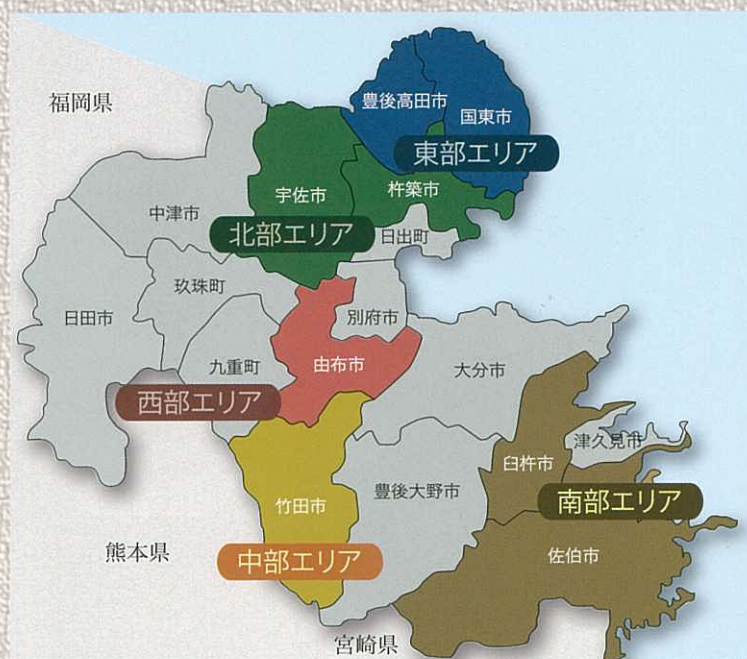 福岡県
豊後高田市
国東市
東部エリア
宇佐市
杵築市
中津市
北部エリア
日出町
玖珠町
日田市
別府市
九重町
由布市
大分市
西部エリア
津久見市
臼杵市
竹田市
豊後大野市
南部エリア
熊本県
中部エリア
佐伯市
宮崎県